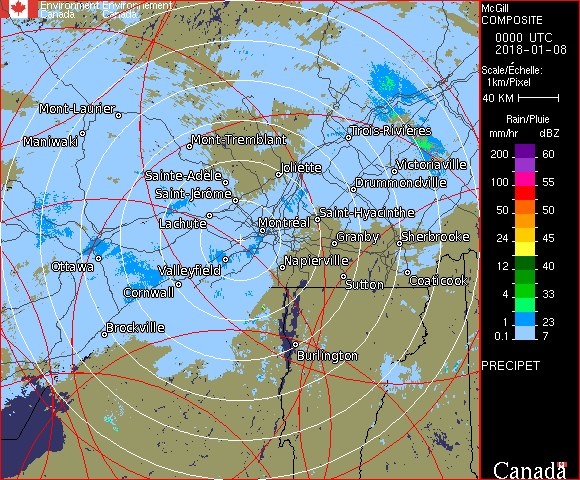 Environment Environnement
Canada Canada
McGill
COMPOSITE
0000 UTC
2018-01-08
Scale/Échelle:
1km/Pixel
40 KM
Rain/Pluie
mm/hr dBZ
200 60
100 55
50 50
24 45
12 40
4 33
1 23
0.1 7
PRECIPET
Canada
Mont-Laurier
Maniwaki
Mont-Tremblant
Trois-Rivières
Joliette
Victoriaville
Sainte-Adèle
Drummondville
Saint-Jérôme
Saint-Hyacinthe
Lachute
Montréal
Granby
Sherbrooke
Ottawa
Valleyfield
Napierville
Cornwall
Sutton
Coaticook
Brockville
Burlington